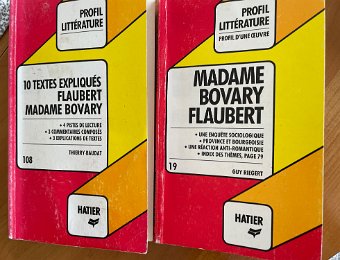 PROFIL
LITTÉRATURE
10 TEXTES EXPLIQUÉS
FLAUBERT
MADAME BOVARY
• 4 PISTES DE LECTURE
• 3 COMMENTAIRES COMPOSÉS
• 3 EXPLICATIONS DE TEXTES
THIERRY BAUDAT
108
HATIER
PROFIL
LITTÉRATURE
PROFIL D'UNE ŒUVRE
MADAME
BOVARY
FLAUBERT
• UNE ENQUÊTE SOCIOLOGIQUE
• PROVINCE ET BOURGEOISIE
• UNE RÉACTION ANTI-ROMANTIQUE
• INDEX DES THÈMES, PAGE 79
19
GUY RIEGERT
HATIER